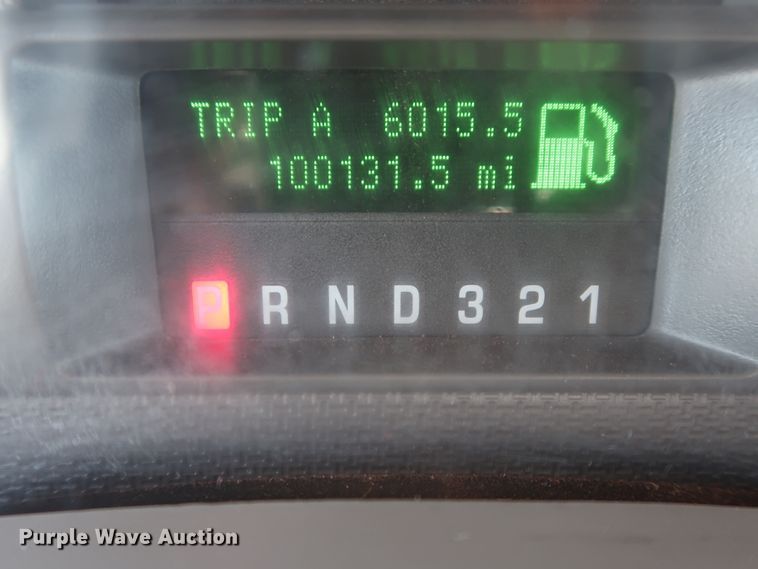 TRIP A 6015.5
100131.5 mi
P R N D 3 2 1
Purple Wave Auction